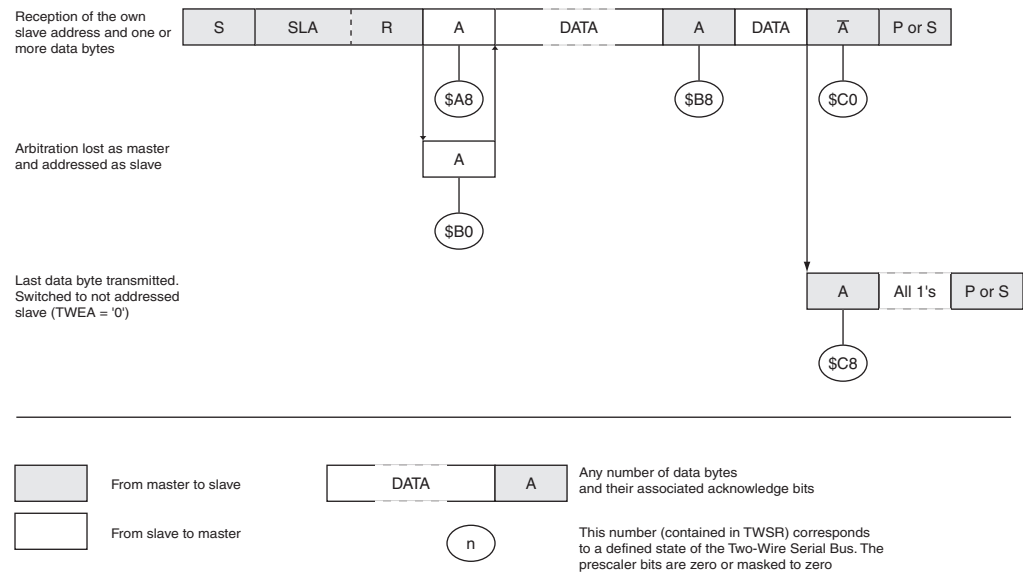 Reception of the own
slave address and one or
more data bytes
S SLA R A DATA A DATA A̅ P or S
$A8 $B8 $C0
Arbitration lost as master
and addressed as slave
A
$B0
Last data byte transmitted.
Switched to not addressed
slave (TWEA = '0')
A All 1's P or S
$C8
From master to slave
DATA A
Any number of data bytes
and their associated acknowledge bits
From slave to master
n
This number (contained in TWSR) corresponds
to a defined state of the Two-Wire Serial Bus. The
prescaler bits are zero or masked to zero